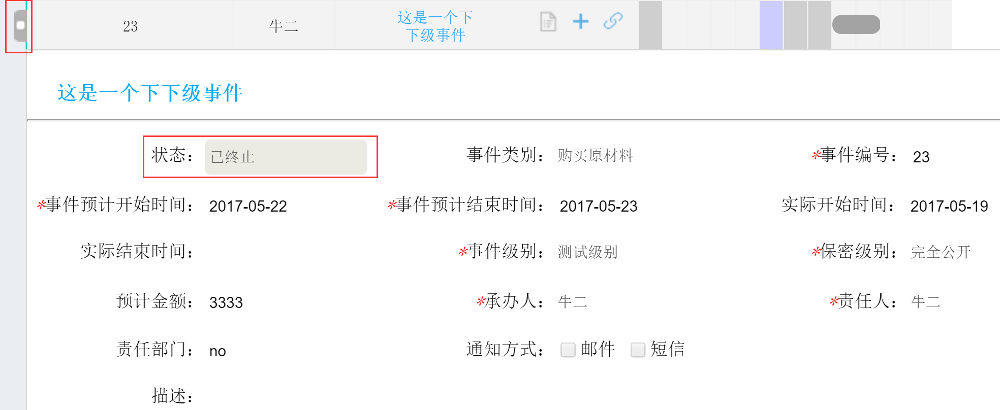 23 牛二 这是一个下
下级事件
这是一个下下级事件
状态： 已终止 事件类别： 购买原材料 *事件编号： 23
*事件预计开始时间： 2017-05-22 *事件预计结束时间： 2017-05-23 实际开始时间： 2017-05-19
实际结束时间： *事件级别： 测试级别 *保密级别： 完全公开
预计金额： 3333 *承办人： 牛二 *责任人： 牛二
责任部门： no 通知方式： 邮件 短信
描述：